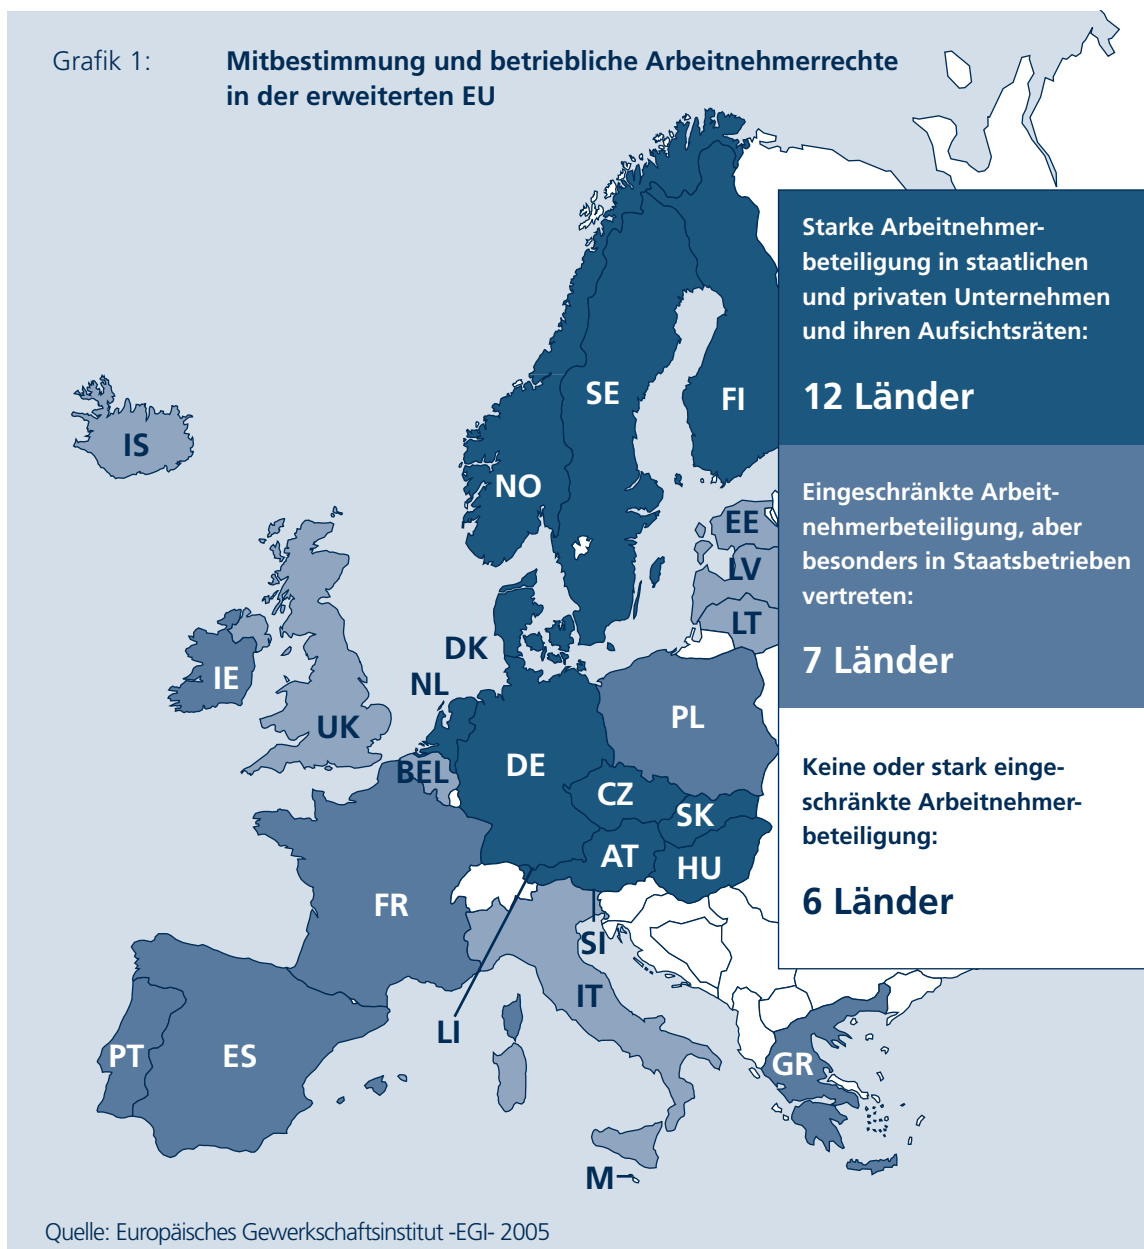 Grafik 1:
Mitbestimmung und betriebliche Arbeitnehmerrechte
in der erweiterten EU
Starke Arbeitnehmer-
beteiligung in staatlichen
und privaten Unternehmen
und ihren Aufsichtsräten:
12 Länder
Eingeschränkte Arbeit-
nehmerbeteiligung, aber
besonders in Staatsbetrieben
vertreten:
7 Länder
Keine oder stark einge-
schränkte Arbeitnehmer-
beteiligung:
6 Länder
IS
SE
FI
NO
EE
LV
LT
DK
IE
NL
UK
PL
BEL
DE
CZ
SK
AT
HU
FR
SI
IT
LI
PT
ES
GR
M
Quelle: Europäisches Gewerkschaftsinstitut -EGI- 2005